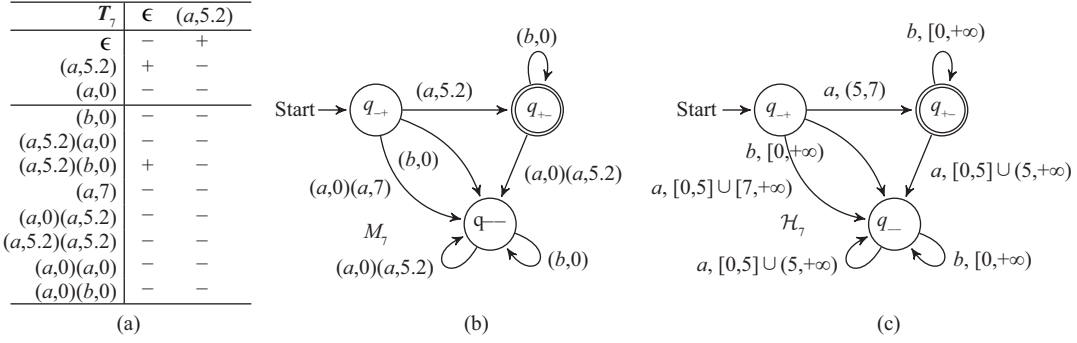 T₇ ϵ (a,5.2)
ϵ − +
(a,5.2) + −
(a,0) − −
(b,0) − −
(a,5.2)(a,0) − −
(a,5.2)(b,0) + −
(a,7) − −
(a,0)(a,5.2) − −
(a,5.2)(a,5.2) − −
(a,0)(a,0) − −
(a,0)(b,0) − −
(a)
(b,0)
Start
q₋₊
(a,5.2)
q₊₋
(b,0)
(a,0)(a,7)
(a,0)(a,5.2)
M₇
q−−
(a,0)(a,5.2)
(b,0)
(b)
b, [0,+∞)
Start
q₋₊
a, (5,7)
q₊₋
b, [0,+∞)
a, [0,5]∪[7,+∞)
a, [0,5]∪(5,+∞)
ℋ₇
q₋₋
a, [0,5]∪(5,+∞)
b, [0,+∞)
(c)